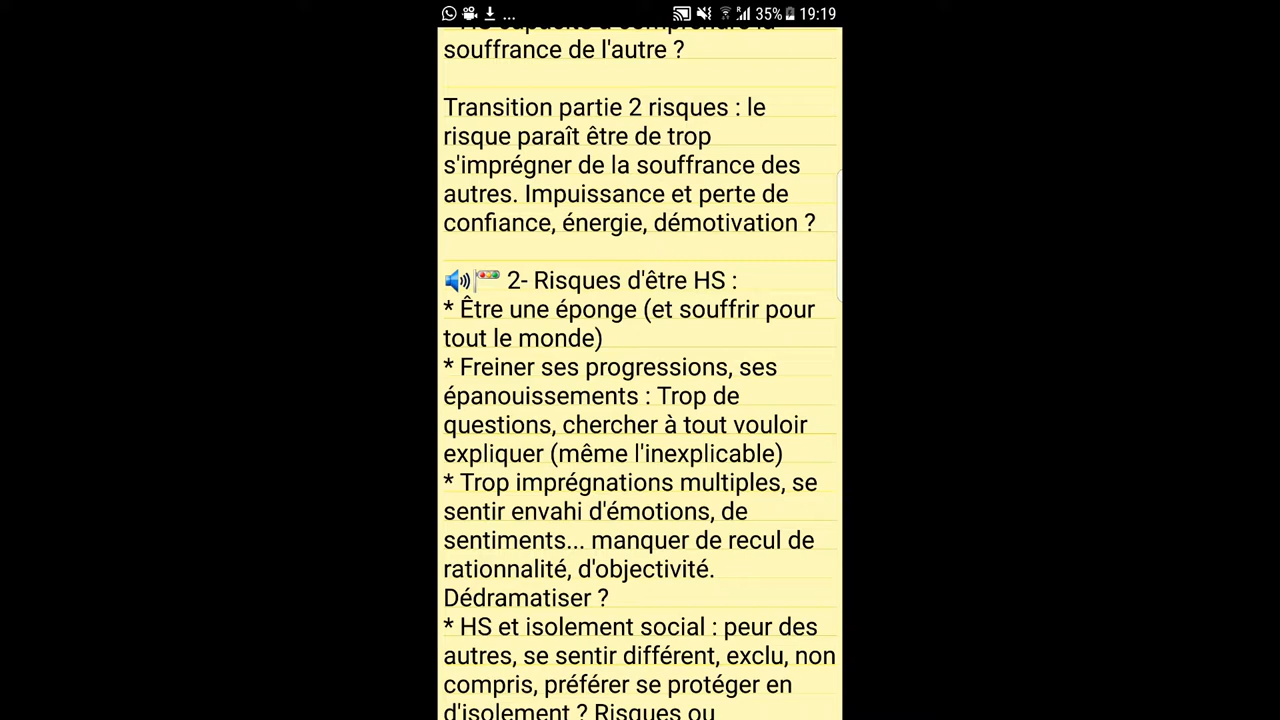 ... 35% 19:19
souffrance de l'autre ?
Transition partie 2 risques : le
risque paraît être de trop
s'imprégner de la souffrance des
autres. Impuissance et perte de
confiance, énergie, démotivation ?
2- Risques d'être HS :
* Être une éponge (et souffrir pour
tout le monde)
* Freiner ses progressions, ses
épanouissements : Trop de
questions, chercher à tout vouloir
expliquer (même l'inexplicable)
* Trop imprégnations multiples, se
sentir envahi d'émotions, de
sentiments... manquer de recul de
rationnalité, d'objectivité.
Dédramatiser ?
* HS et isolement social : peur des
autres, se sentir différent, exclu, non
compris, préférer se protéger en
d'isolement ? Risques ou